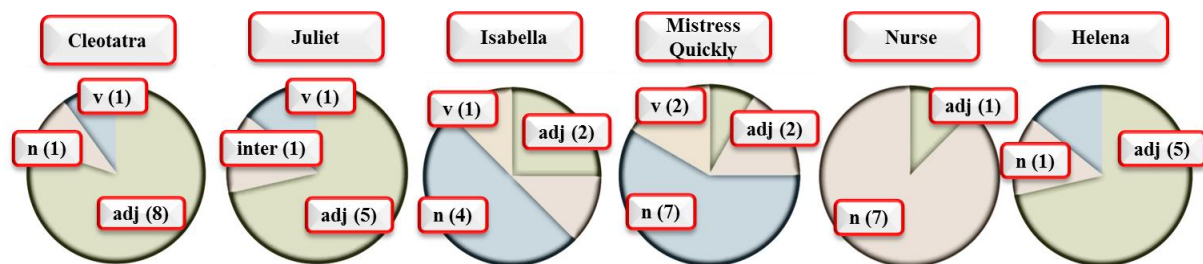 Cleotatra
Juliet
Isabella
Mistress
Quickly
Nurse
Helena
v (1)
n (1)
adj (8)
v (1)
inter (1)
adj (5)
v (1)
adj (2)
n (4)
v (2)
adj (2)
n (7)
adj (1)
n (7)
n (1)
adj (5)